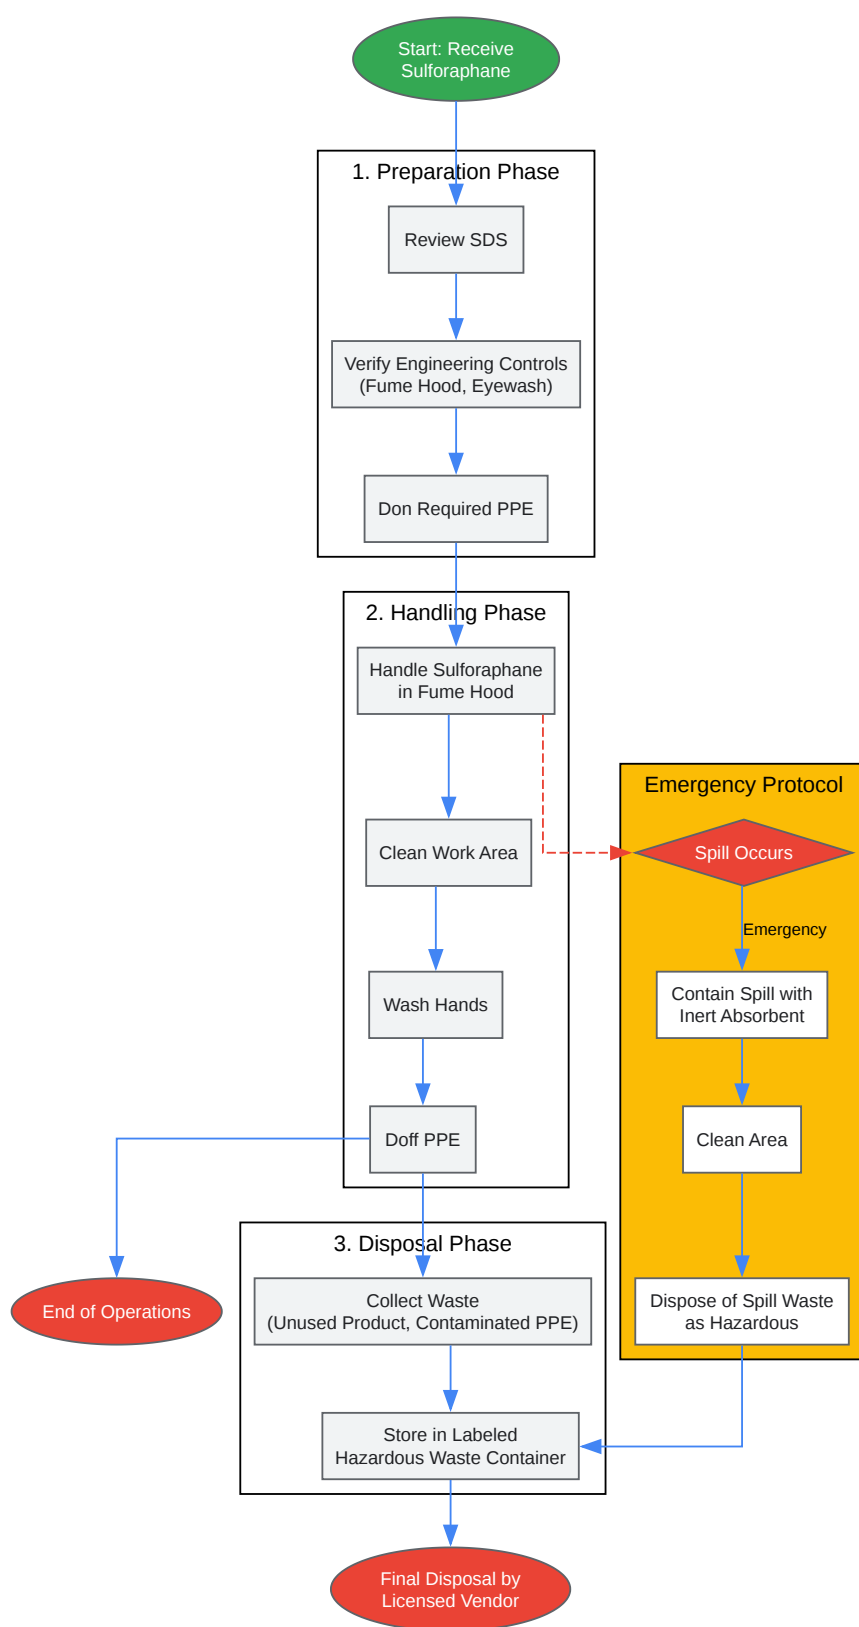 Start: Receive
Sulforaphane
1. Preparation Phase
Review SDS
Verify Engineering Controls
(Fume Hood, Eyewash)
Don Required PPE
2. Handling Phase
Handle Sulforaphane
in Fume Hood
Clean Work Area
Wash Hands
Doff PPE
Emergency Protocol
Spill Occurs
Emergency
Contain Spill with
Inert Absorbent
Clean Area
Dispose of Spill Waste
as Hazardous
End of Operations
3. Disposal Phase
Collect Waste
(Unused Product, Contaminated PPE)
Store in Labeled
Hazardous Waste Container
Final Disposal by
Licensed Vendor